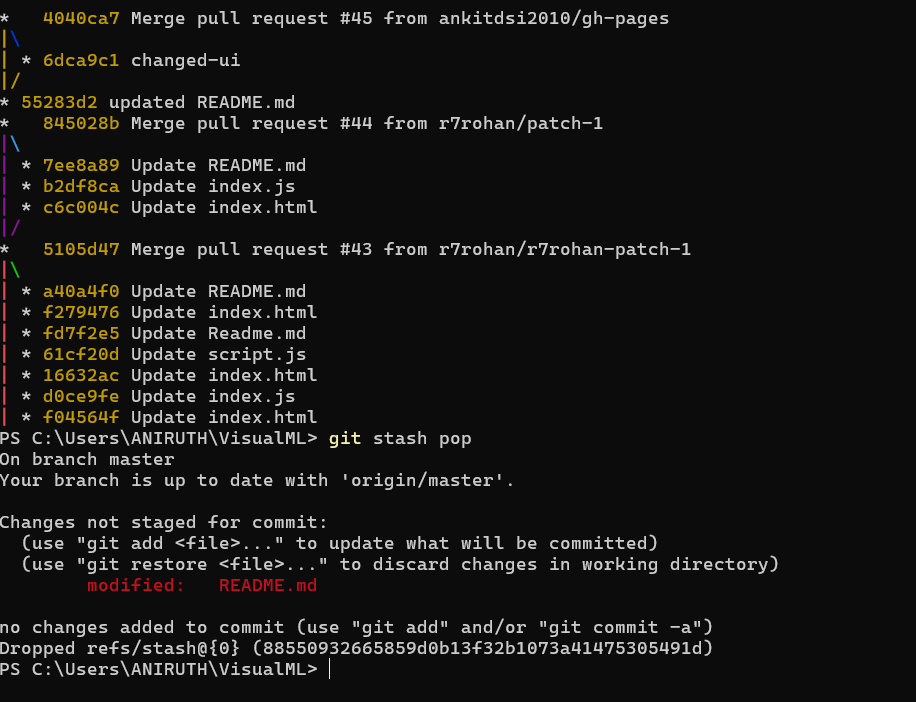 *   4040ca7 Merge pull request #45 from ankitdsi2010/gh-pages
|\
| * 6dca9c1 changed-ui
|/
* 55283d2 updated README.md
*   845028b Merge pull request #44 from r7rohan/patch-1
|\
| * 7ee8a89 Update README.md
| * b2df8ca Update index.js
| * c6c004c Update index.html
|/
*   5105d47 Merge pull request #43 from r7rohan/r7rohan-patch-1
|\
| * a40a4f0 Update README.md
| * f279476 Update index.html
| * fd7f2e5 Update Readme.md
| * 61cf20d Update script.js
| * 16632ac Update index.html
| * d0ce9fe Update index.js
| * f04564f Update index.html
PS C:\Users\ANIRUTH\VisualML> git stash pop
On branch master
Your branch is up to date with 'origin/master'.

Changes not staged for commit:
  (use "git add <file>..." to update what will be committed)
  (use "git restore <file>..." to discard changes in working directory)
        modified:   README.md

no changes added to commit (use "git add" and/or "git commit -a")
Dropped refs/stash@{0} (88550932665859d0b13f32b1073a41475305491d)
PS C:\Users\ANIRUTH\VisualML>